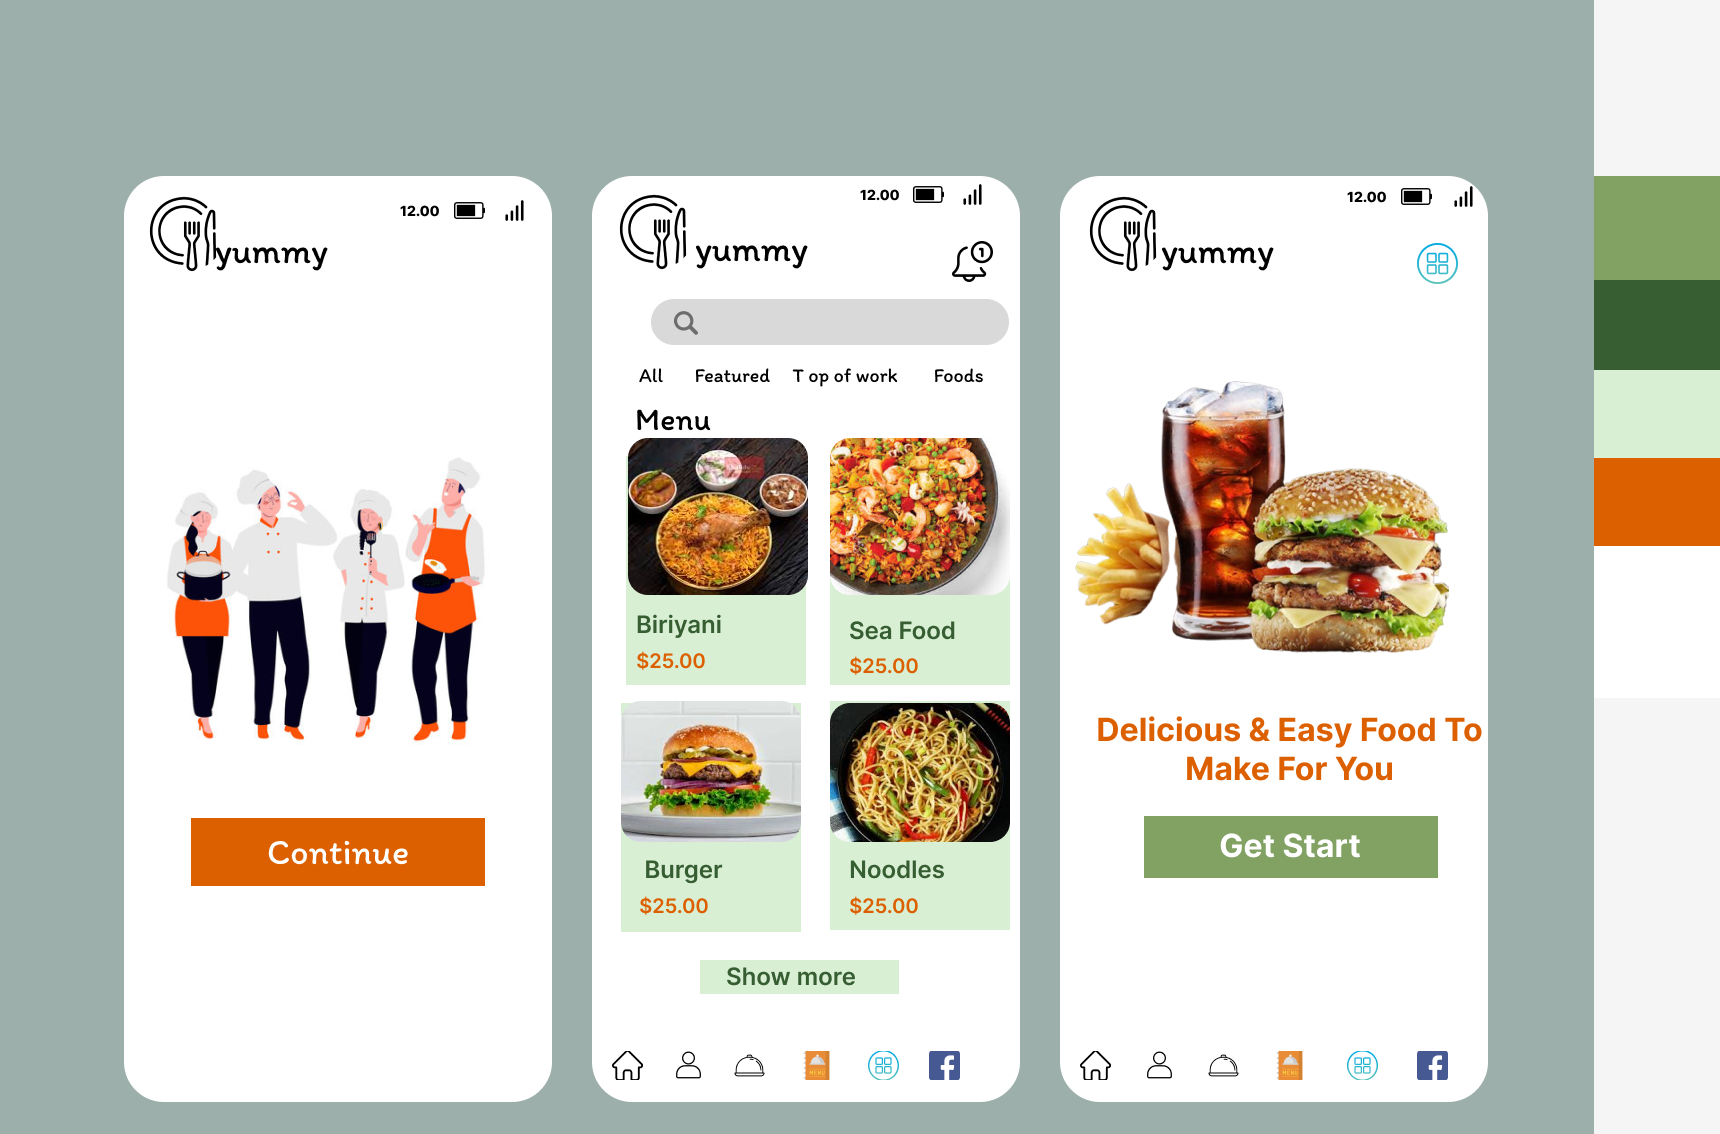 12.00
yummy
Continue
12.00
yummy
1
All Featured T op of work Foods
Menu
Biriyani
$25.00
Sea Food
$25.00
Burger
$25.00
Noodles
$25.00
Show more
MENU
12.00
yummy
Delicious & Easy Food To
Make For You
Get Start
MENU